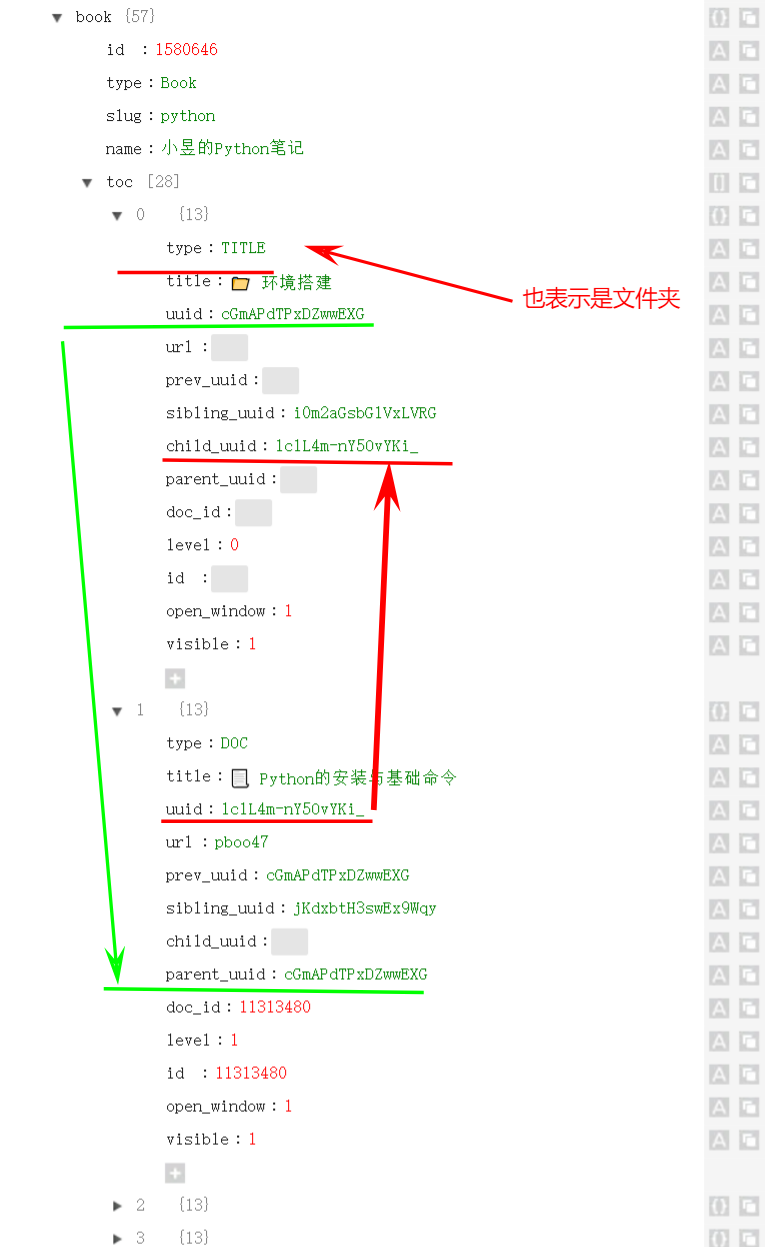 book {57}
id : 1580646
type : Book
slug : python
name : 小昱的Python笔记
toc [28]
0 {13}
type : TITLE
title : 📁 环境搭建
uuid : cGmAPdTPxDZwwEXG
url :
prev_uuid :
sibling_uuid : i0m2aGsbGlVxLVRG
child_uuid : lclL4m-nY50vYKi_
parent_uuid :
doc_id :
level : 0
id :
open_window : 1
visible : 1
1 {13}
type : DOC
title : 📃 Python的安装与基础命令
uuid : lclL4m-nY50vYKi_
url : pboo47
prev_uuid : cGmAPdTPxDZwwEXG
sibling_uuid : jKdxbtH3swEx9Wqy
child_uuid :
parent_uuid : cGmAPdTPxDZwwEXG
doc_id : 11313480
level : 1
id : 11313480
open_window : 1
visible : 1
2 {13}
3 {13}
也表示是文件夹